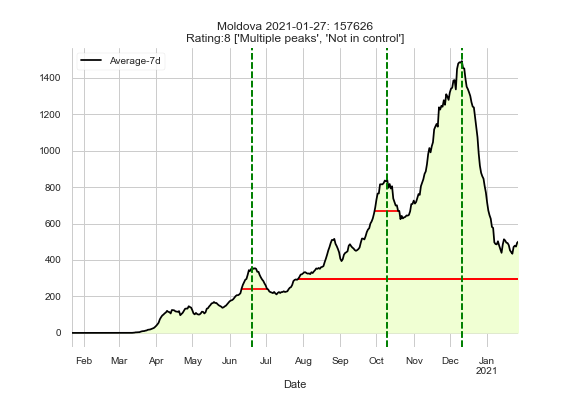 Moldova 2021-01-27: 157626
Rating:8 ['Multiple peaks', 'Not in control']
Average-7d
1400
1200
1000
800
600
400
200
0
Feb Mar Apr May Jun Jul Aug Sep Oct Nov Dec Jan
2021
Date